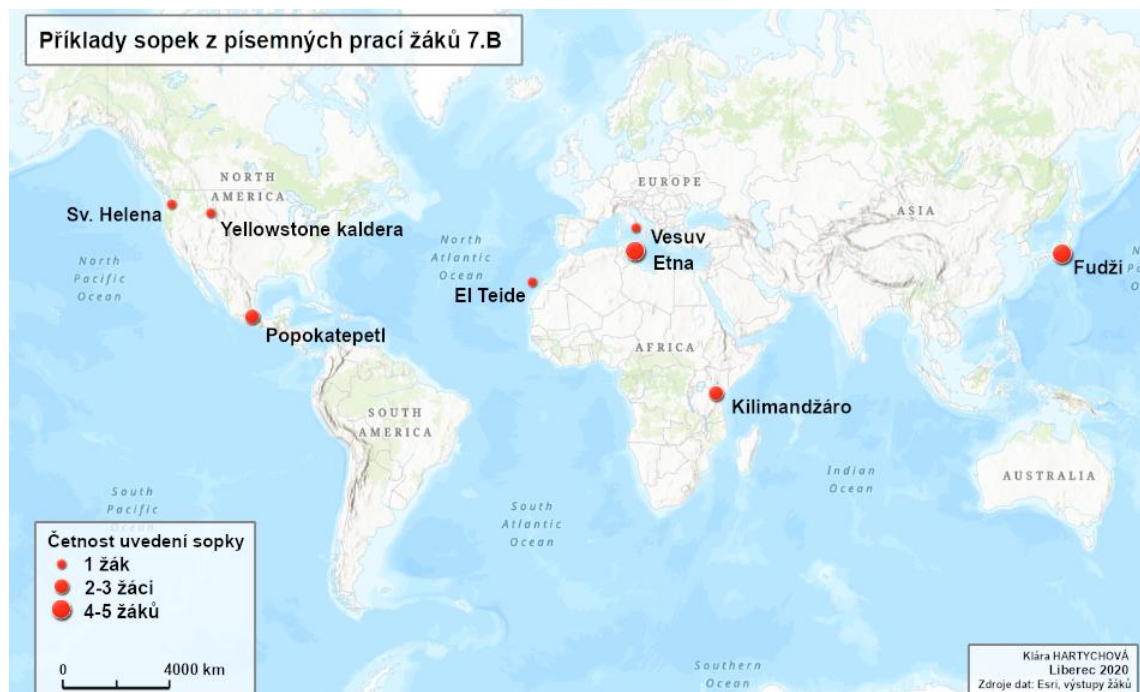 Příklady sopek z písemných prací žáků 7.B
NORTH
AMERICA
EUROPE
ASIA
Sv. Helena
Yellowstone kaldera
Vesuv
Etna
Fudži
North
Pacific
Ocean
North
Atlantic
Ocean
El Teide
Popokatepetl
AFRICA
Kilimandžáro
SOUTH
AMERICA
Indian
Ocean
AUSTRALIA
South
Pacific
South
Atlantic
Ocean
Četnost uvedení sopky
1 žák
2-3 žáci
4-5 žáků
0 4000 km
Southern
Ocean
Klára HARTYCHOVÁ
Liberec 2020
Zdroje dat: Esri, výstupy žáků